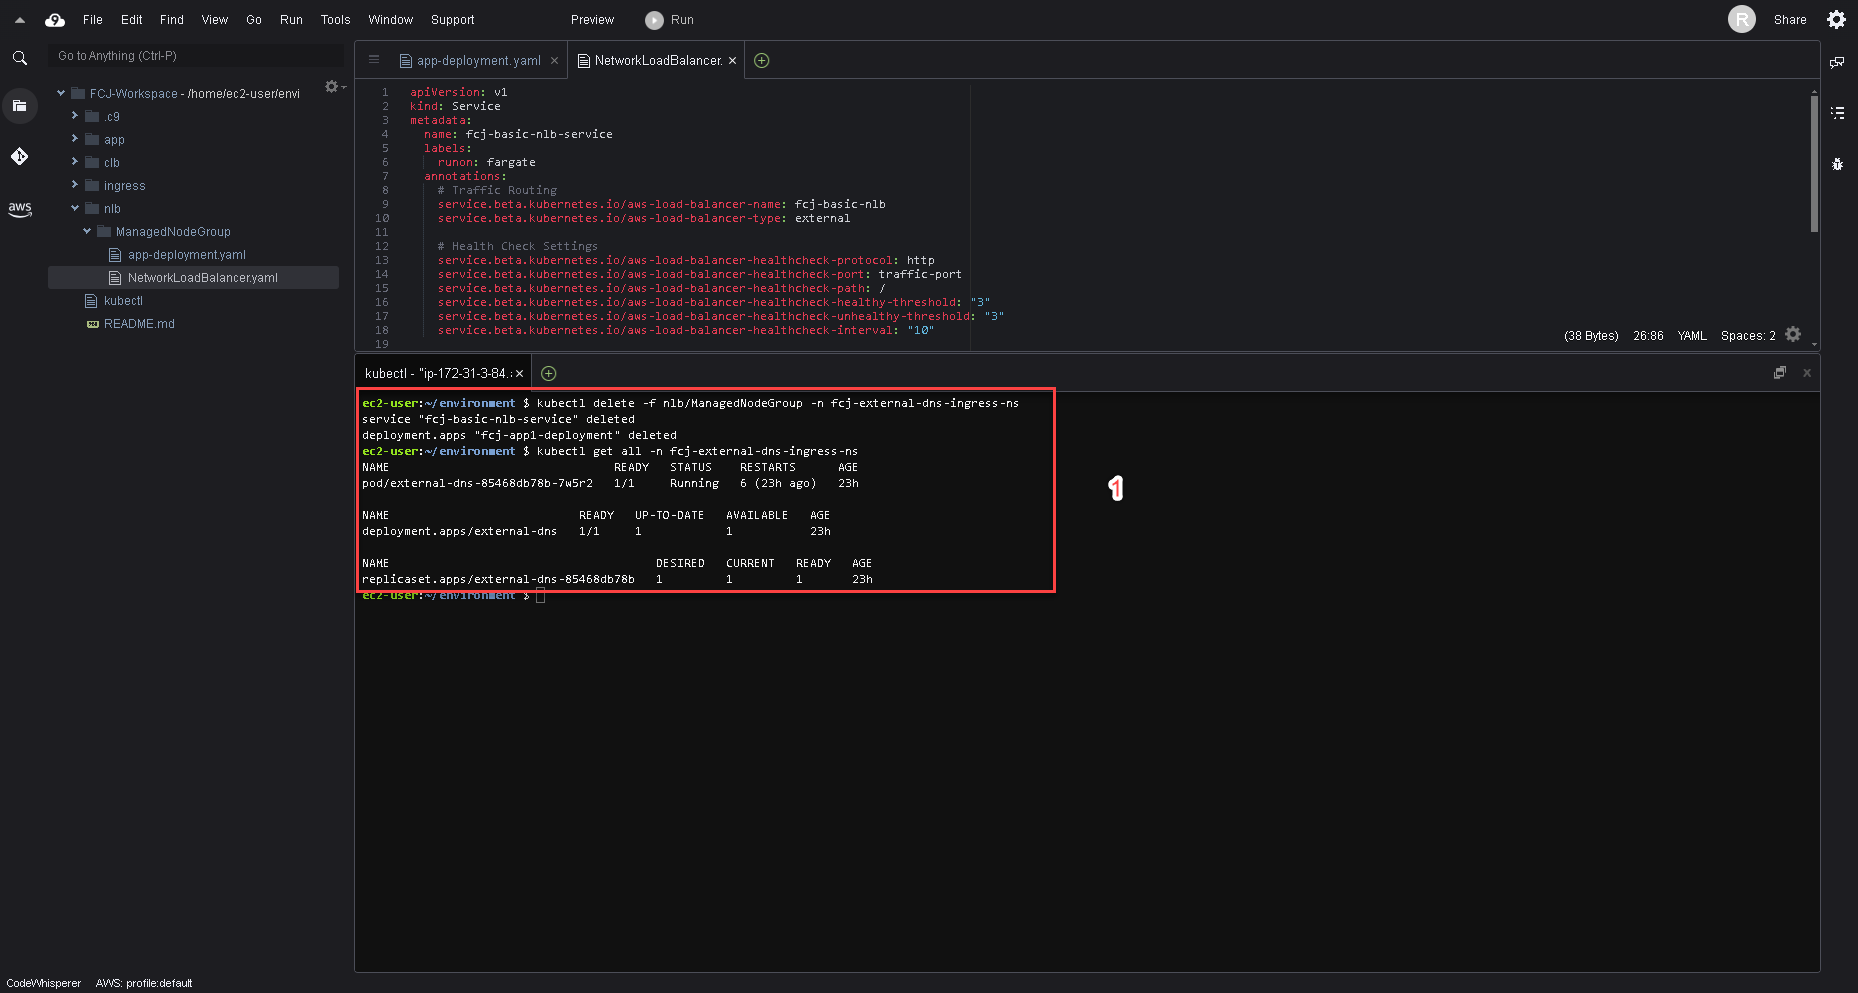 File Edit Find View Go Run Tools Window Support Preview Run R Share
Go to Anything (Ctrl-P)
FCJ-Workspace - /home/ec2-user/envi
.c9
app
clb
ingress
nlb
ManagedNodeGroup
app-deployment.yaml
NetworkLoadBalancer.yaml
kubectl
README.md
aws
app-deployment.yaml
NetworkLoadBalancer.
1 apiVersion: v1
2 kind: Service
3 metadata:
4 name: fcj-basic-nlb-service
5 labels:
6 runon: fargate
7 annotations:
8 # Traffic Routing
9 service.beta.kubernetes.io/aws-load-balancer-name: fcj-basic-nlb
10 service.beta.kubernetes.io/aws-load-balancer-type: external
11
12 # Health Check Settings
13 service.beta.kubernetes.io/aws-load-balancer-healthcheck-protocol: http
14 service.beta.kubernetes.io/aws-load-balancer-healthcheck-port: traffic-port
15 service.beta.kubernetes.io/aws-load-balancer-healthcheck-path: /
16 service.beta.kubernetes.io/aws-load-balancer-healthcheck-healthy-threshold: "3"
17 service.beta.kubernetes.io/aws-load-balancer-healthcheck-unhealthy-threshold: "3"
18 service.beta.kubernetes.io/aws-load-balancer-healthcheck-interval: "10"
19
(38 Bytes) 26:86 YAML Spaces: 2
kubectl - "ip-172-31-3-84.
ec2-user:~/environment $ kubectl delete -f nlb/ManagedNodeGroup -n fcj-external-dns-ingress-ns
service "fcj-basic-nlb-service" deleted
deployment.apps "fcj-app1-deployment" deleted
ec2-user:~/environment $ kubectl get all -n fcj-external-dns-ingress-ns
NAME READY STATUS RESTARTS AGE
pod/external-dns-85468db78b-7w5r2 1/1 Running 6 (23h ago) 23h
NAME READY UP-TO-DATE AVAILABLE AGE
deployment.apps/external-dns 1/1 1 1 23h
NAME DESIRED CURRENT READY AGE
replicaset.apps/external-dns-85468db78b 1 1 1 23h
ec2-user:~/environment $
1
CodeWhisperer AWS: profile:default